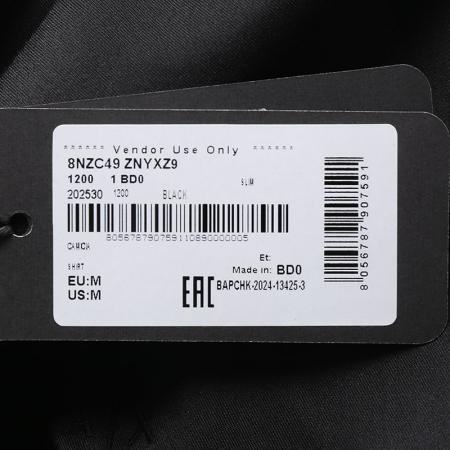 ****** Vendor Use Only ******
8NZC49 ZNYXZ9
1200 1 BD0 SLIM
202530 1200 BLACK
805678790759110890000005
CAMICIA
SHIRT
Et:
Made in: BD0
EU:M
US:M
EAC
BAPCHK-2024-13425-3
8 056787 907591